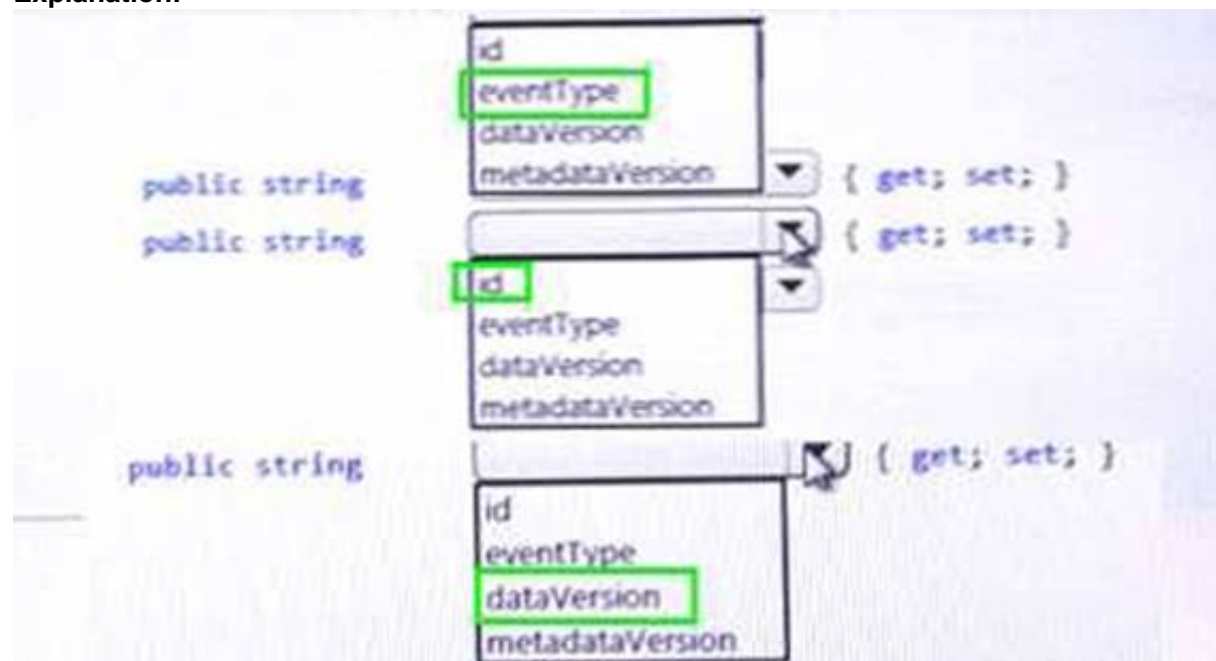 Explanation:
id
eventType
dataVersion
metadataVersion
public string { get; set; }
public string { get; set; }
id
eventType
dataVersion
metadataVersion
public string { get; set; }
id
eventType
dataVersion
metadataVersion